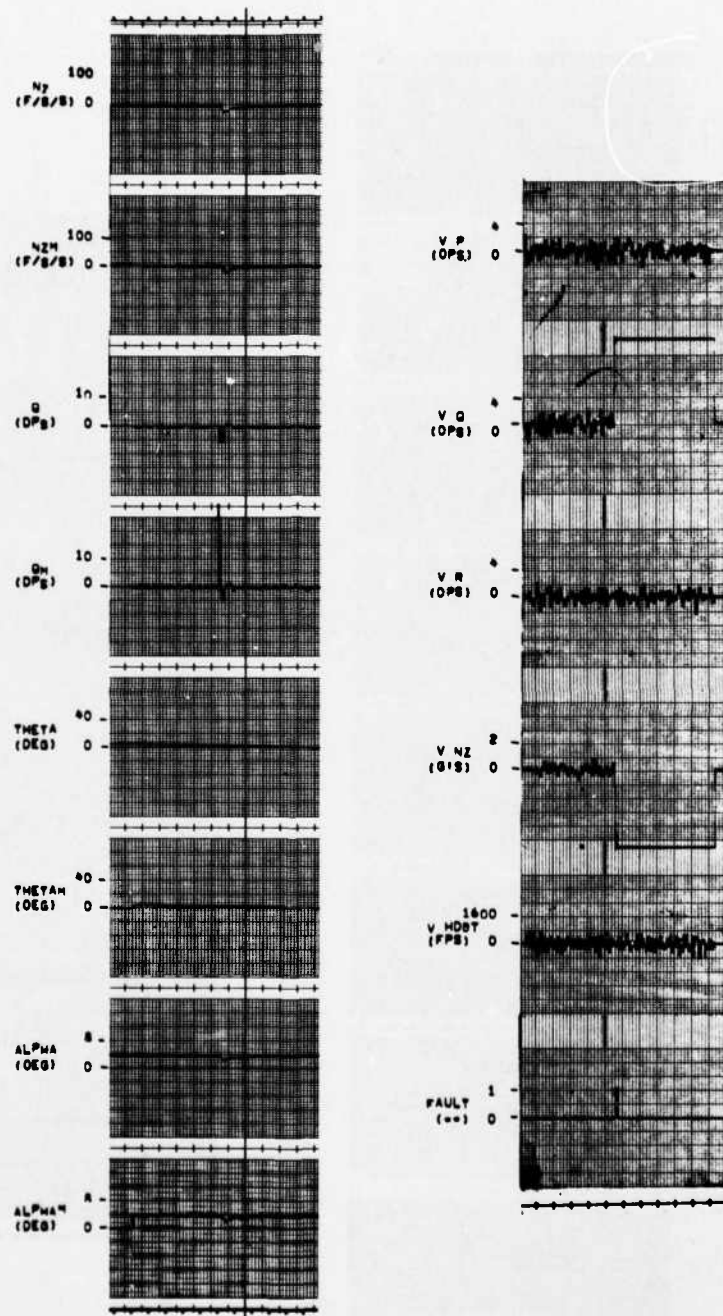 100
Ny
(F/S/S) 0
100
NZM
(F/S/S) 0
10
Q
(DPS) 0
10
QM
(DPS) 0
40
THETA
(DEG) 0
40
THETAM
(DEG) 0
8
ALPHA
(DEG) 0
8
ALPHAM
(DEG) 0
4
V P
(DPS) 0
4
V Q
(DPS) 0
4
V R
(DPS) 0
2
V NZ
(G'S) 0
1600
V HDOT
(FPS) 0
1
FAULT
(==) 0